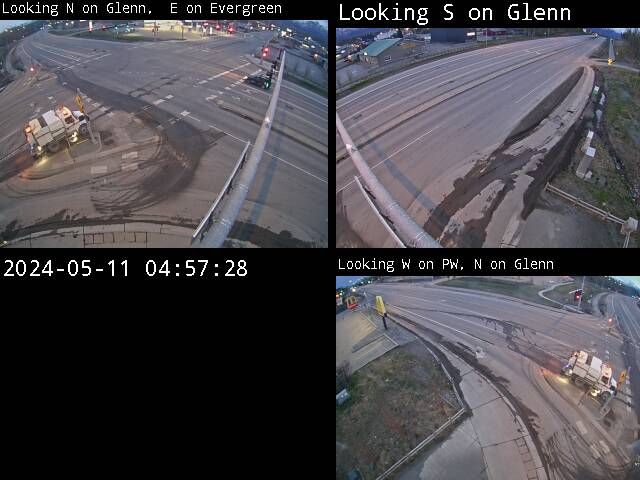 Looking N on Glenn,  E on Evergreen
Looking S on Glenn
2024-05-11 04:57:28
Looking W on PW, N on Glenn